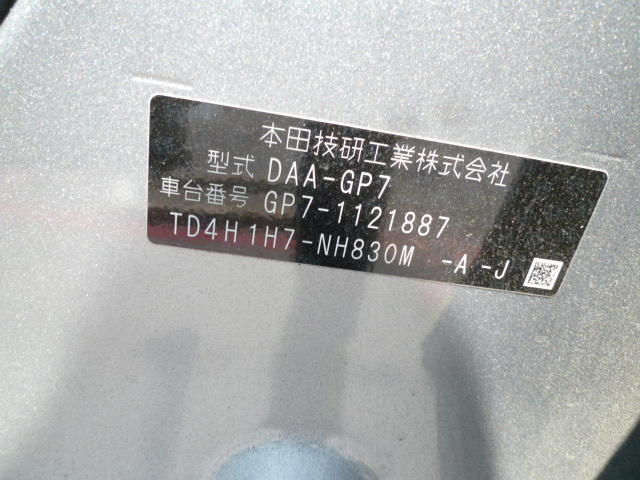 本田技研工業株式会社
型式 DAA-GP7
車台番号 GP7-1121887
TD4H1H7-NH830M -A-J